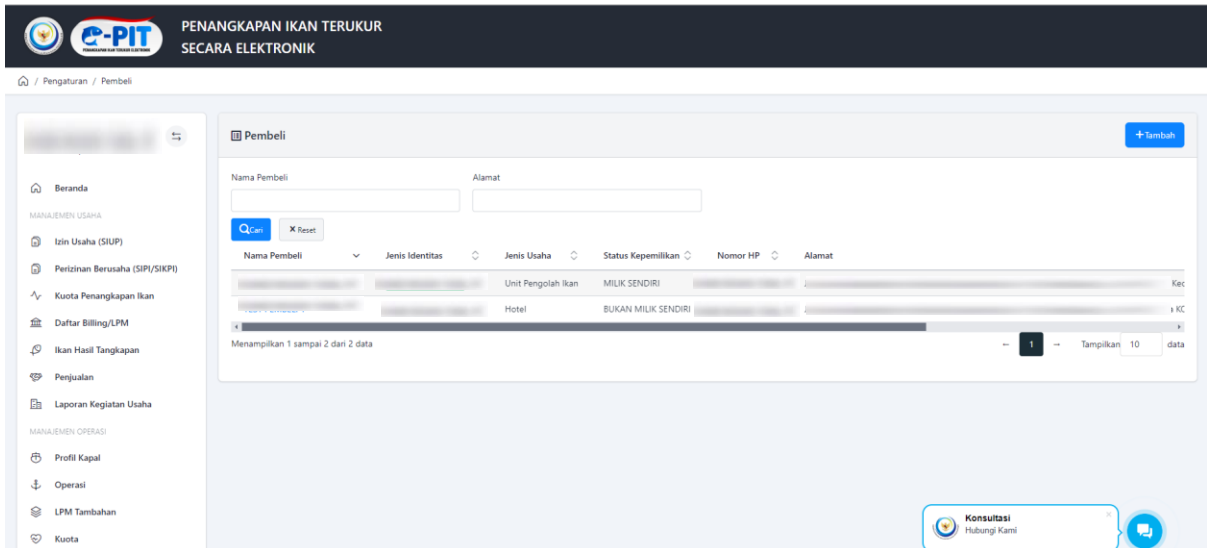 e-PIT
PENANGKAPAN IKAN TERUKUR
SECARA ELEKTRONIK
/ Pengaturan / Pembeli
Beranda
MANAJEMEN USAHA
Izin Usaha (SIUP)
Perizinan Berusaha (SIPI/SIKPI)
Kuota Penangkapan Ikan
Daftar Billing/LPM
Ikan Hasil Tangkapan
Penjualan
Laporan Kegiatan Usaha
MANAJEMEN OPERASI
Profil Kapal
Operasi
LPM Tambahan
Kuota
Pembeli
+Tambah
Nama Pembeli Alamat
Cari × Reset
Nama Pembeli Jenis Identitas Jenis Usaha Status Kepemilikan Nomor HP Alamat
Unit Pengolah Ikan MILIK SENDIRI Kec
Hotel BUKAN MILIK SENDIRI KC
Menampilkan 1 sampai 2 dari 2 data ← 1 → Tampilkan 10 data
Konsultasi ×
Hubungi Kami